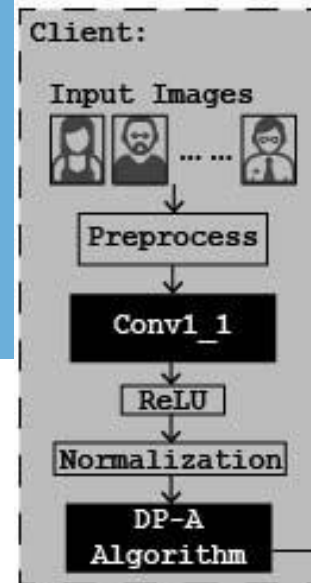 Client:
Input Images
... ...
Preprocess
Conv1_1
ReLU
Normalization
DP-A
Algorithm